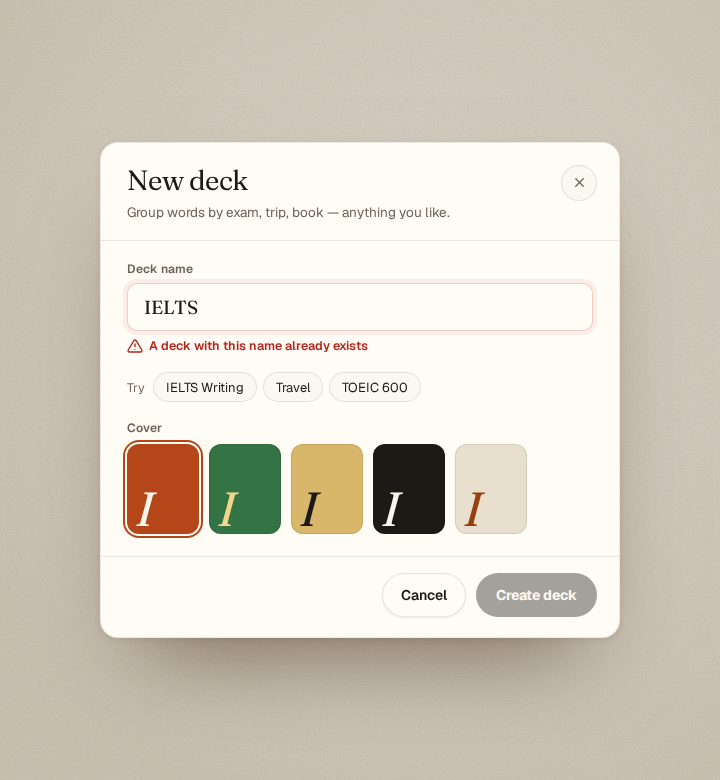 New deck
Group words by exam, trip, book — anything you like.
Deck name
IELTS
A deck with this name already exists
Try IELTS Writing Travel TOEIC 600
Cover
I I I I I
Cancel Create deck